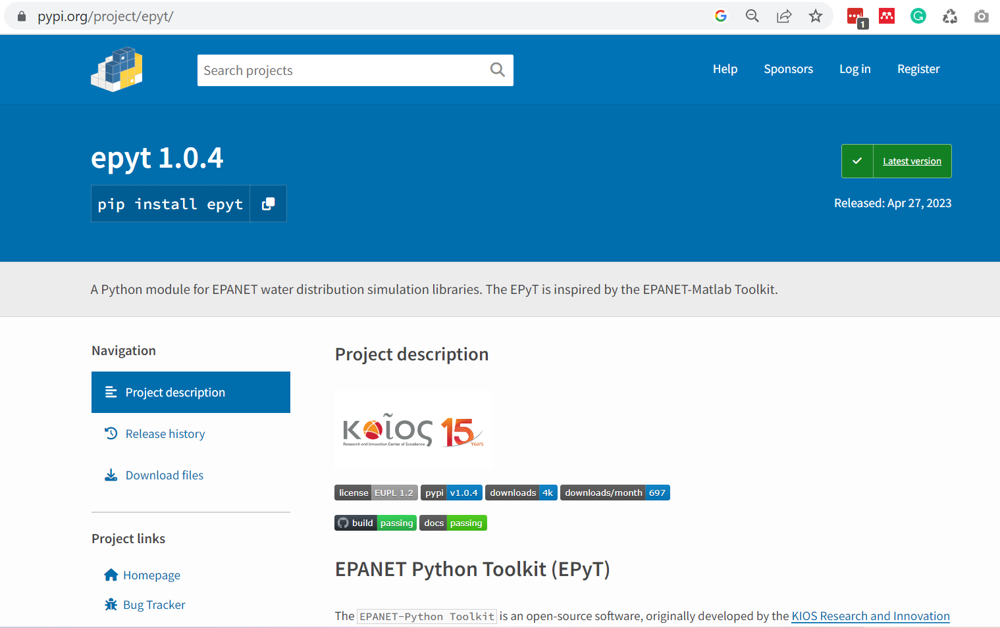 pypi.org/project/epyt/
1
Search projects
Help
Sponsors
Log in
Register
epyt 1.0.4
pip install epyt
Latest version
Released: Apr 27, 2023
A Python module for EPANET water distribution simulation libraries. The EPyT is inspired by the EPANET-Matlab Toolkit.
Navigation
Project description
Release history
Download files
Project links
Homepage
Bug Tracker
Project description
κοῖος 15
Research and Innovation Center of Excellence Years
license EUPL 1.2 pypi v1.0.4 downloads 4k downloads/month 697
build passing docs passing
EPANET Python Toolkit (EPyT)
The EPANET-Python Toolkit is an open-source software, originally developed by the KIOS Research and Innovation